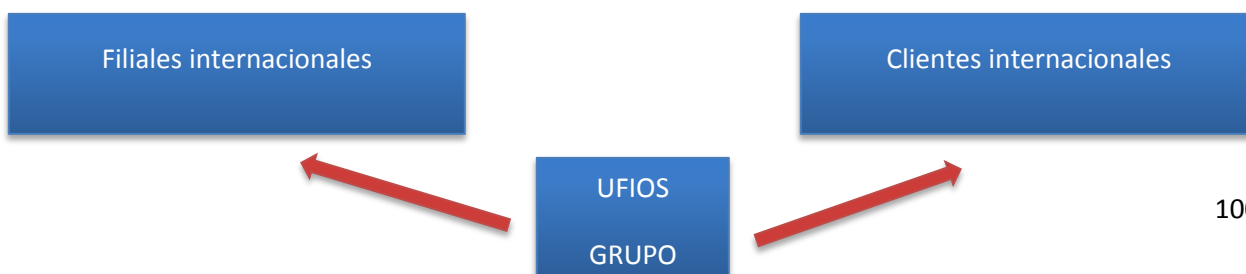 Filiales internacionales
Clientes internacionales
UFIOS
GRUPO